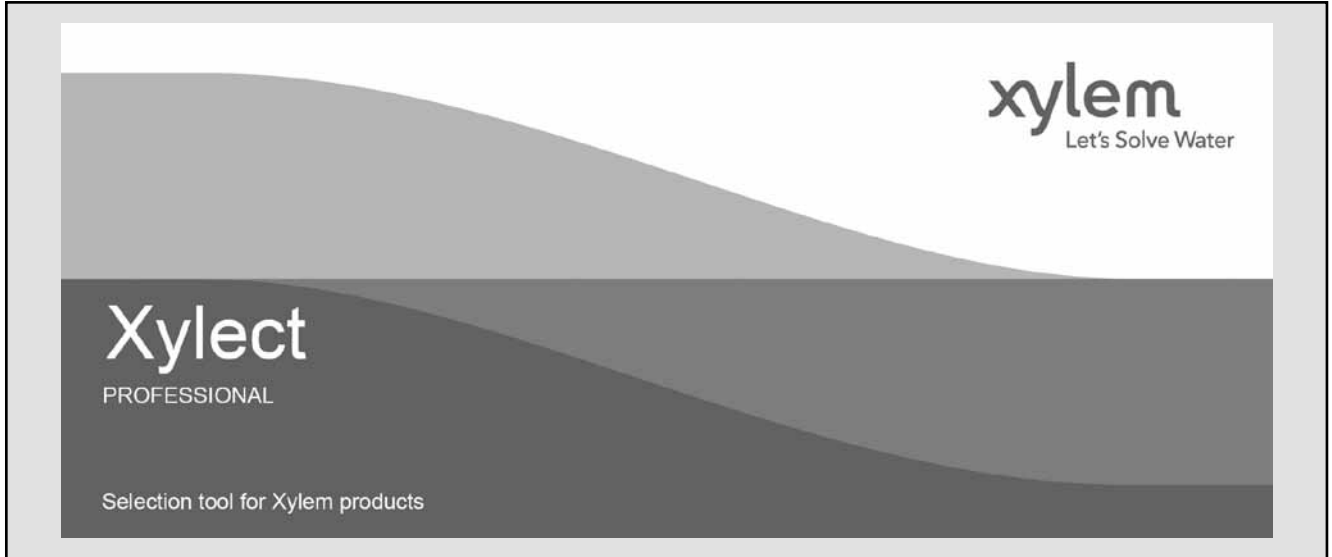 xylem
Let's Solve Water
Xylect
PROFESSIONAL
Selection tool for Xylem products